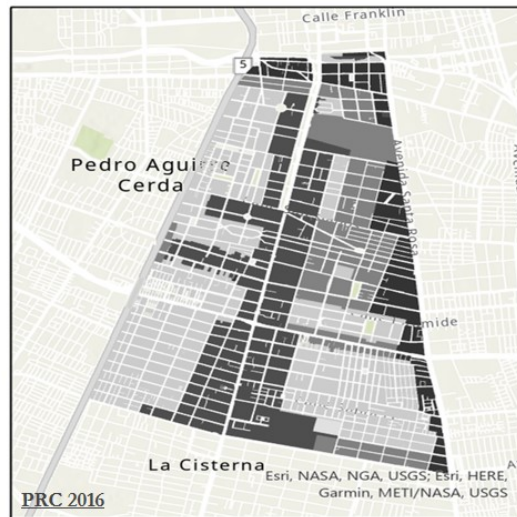 Calle Franklin
5
Pedro Aguirre
Cerda
Avenida Santa Rosa
La Cisterna
Esri, NASA, NGA, USGS; Esri, HERE,
Garmin, METI/NASA, USGS
PRC 2016